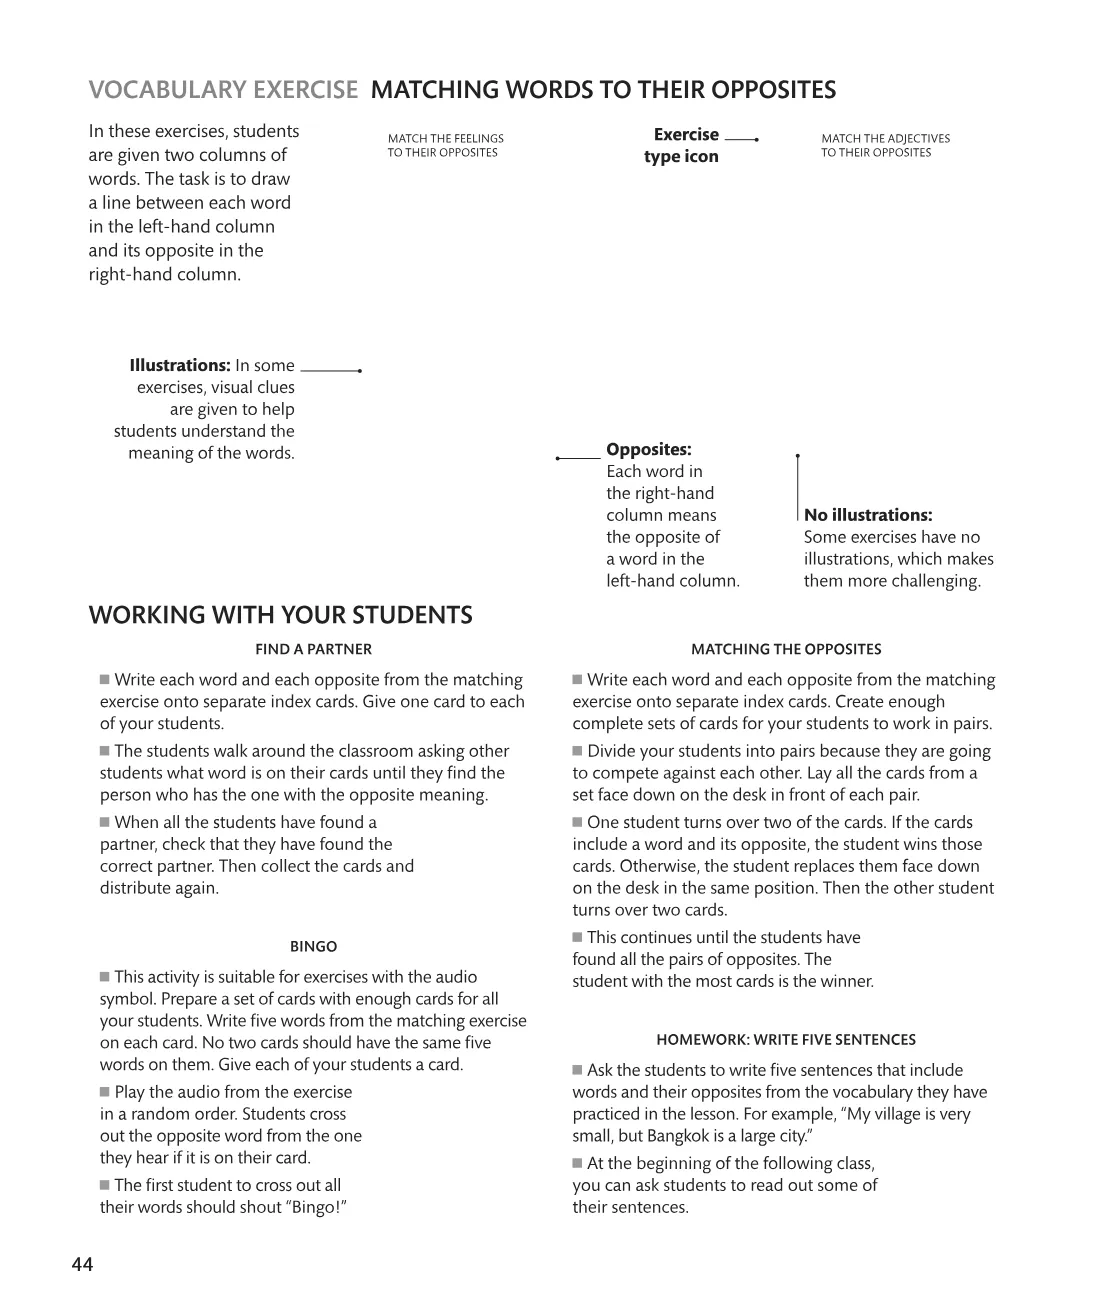 VOCABULARY EXERCISE MATCHING WORDS TO THEIR OPPOSITES
In these exercises, students
are given two columns of
words. The task is to draw
a line between each word
in the left-hand column
and its opposite in the
right-hand column.
MATCH THE FEELINGS
TO THEIR OPPOSITES
Exercise
type icon
MATCH THE ADJECTIVES
TO THEIR OPPOSITES
Illustrations: In some
exercises, visual clues
are given to help
students understand the
meaning of the words.
Opposites:
Each word in
the right-hand
column means
the opposite of
a word in the
left-hand column.
No illustrations:
Some exercises have no
illustrations, which makes
them more challenging.
WORKING WITH YOUR STUDENTS
FIND A PARTNER
Write each word and each opposite from the matching
exercise onto separate index cards. Give one card to each
of your students.
The students walk around the classroom asking other
students what word is on their cards until they find the
person who has the one with the opposite meaning.
When all the students have found a
partner, check that they have found the
correct partner. Then collect the cards and
distribute again.
BINGO
This activity is suitable for exercises with the audio
symbol. Prepare a set of cards with enough cards for all
your students. Write five words from the matching exercise
on each card. No two cards should have the same five
words on them. Give each of your students a card.
Play the audio from the exercise
in a random order. Students cross
out the opposite word from the one
they hear if it is on their card.
The first student to cross out all
their words should shout “Bingo!”
MATCHING THE OPPOSITES
Write each word and each opposite from the matching
exercise onto separate index cards. Create enough
complete sets of cards for your students to work in pairs.
Divide your students into pairs because they are going
to compete against each other. Lay all the cards from a
set face down on the desk in front of each pair.
One student turns over two of the cards. If the cards
include a word and its opposite, the student wins those
cards. Otherwise, the student replaces them face down
on the desk in the same position. Then the other student
turns over two cards.
This continues until the students have
found all the pairs of opposites. The
student with the most cards is the winner.
HOMEWORK: WRITE FIVE SENTENCES
Ask the students to write five sentences that include
words and their opposites from the vocabulary they have
practiced in the lesson. For example, “My village is very
small, but Bangkok is a large city.”
At the beginning of the following class,
you can ask students to read out some of
their sentences.
44